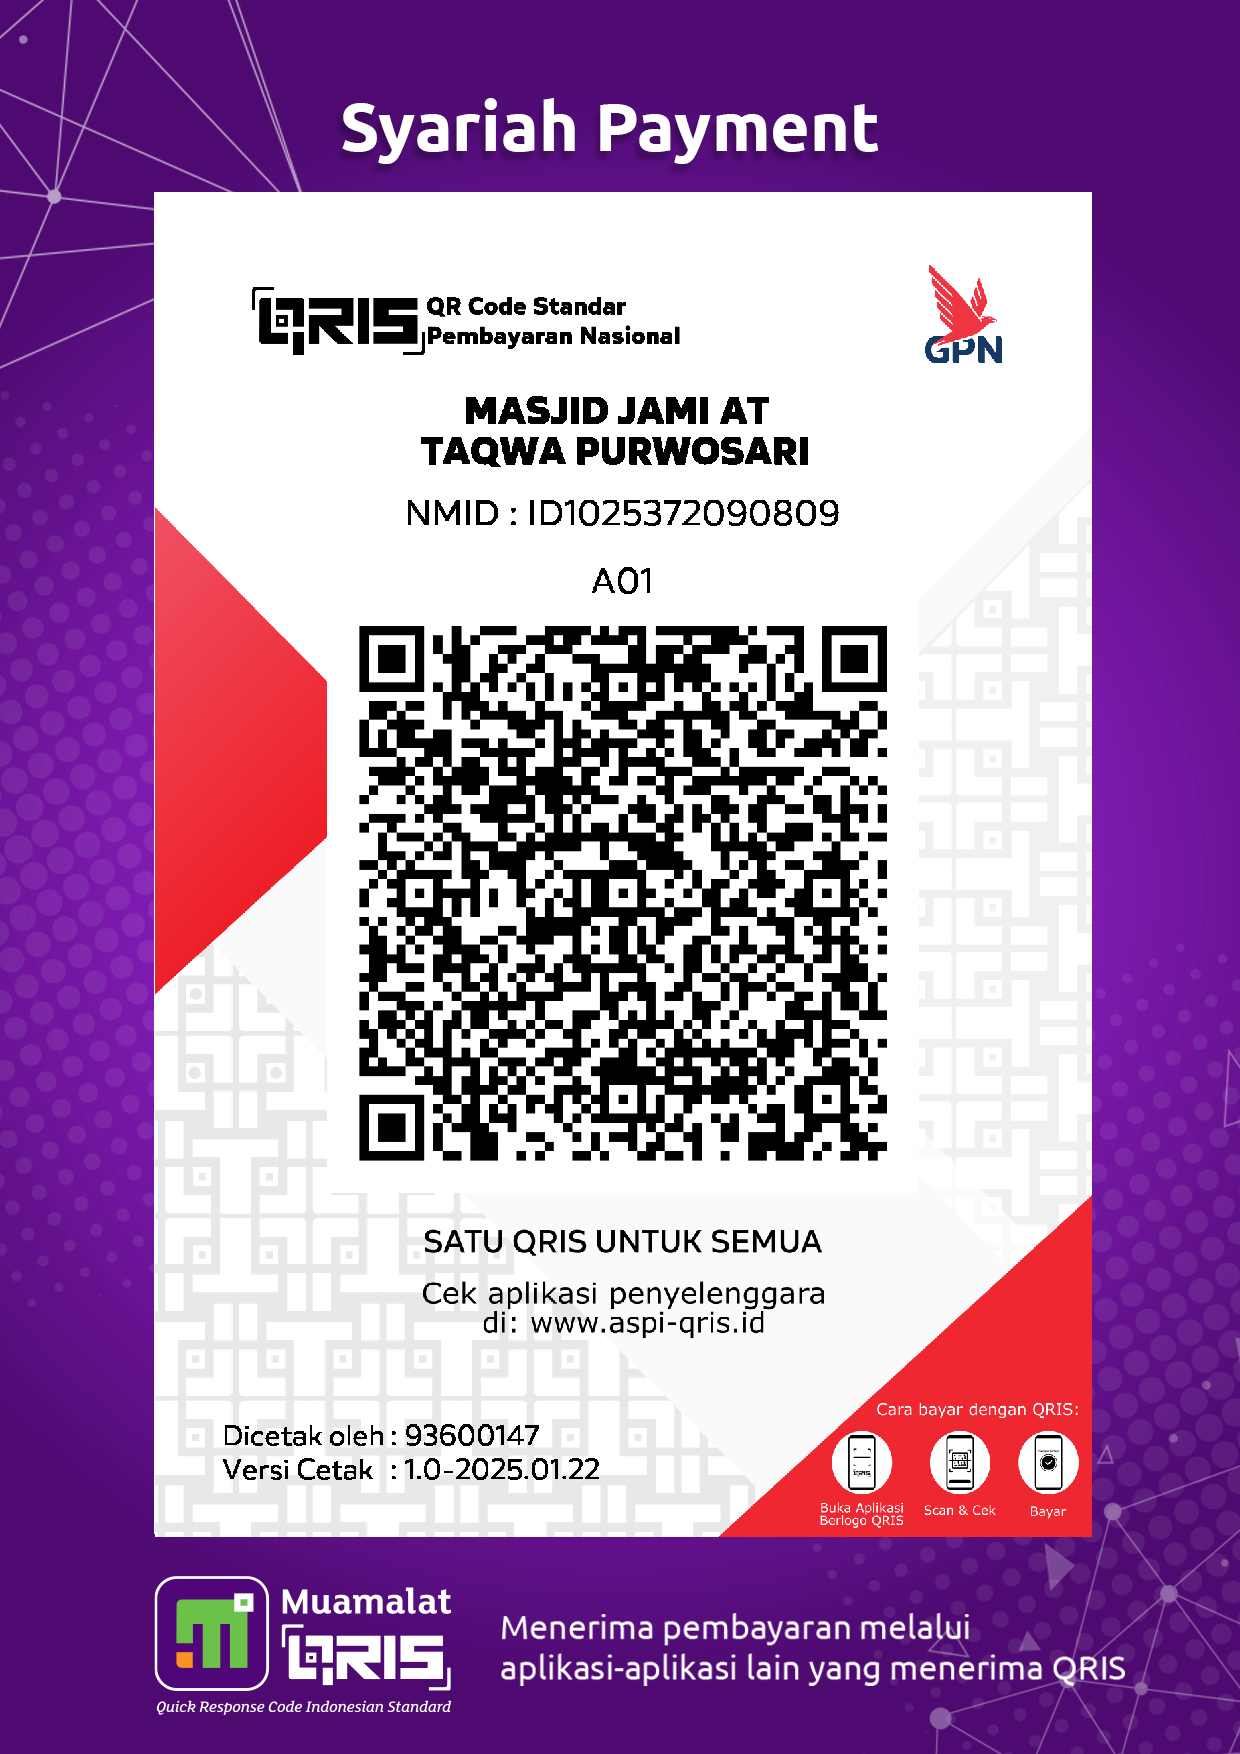 Syariah Payment
QRIS
QR Code Standar
Pembayaran Nasional
GPN
MASJID JAMI AT
TAQWA PURWOSARI
NMID : ID1025372090809
A01
SATU QRIS UNTUK SEMUA
Cek aplikasi penyelenggara
di: www.aspi-qris.id
Dicetak oleh : 93600147
Versi Cetak : 1.0-2025.01.22
Cara bayar dengan QRIS:
QRIS
Buka Aplikasi
Berlogo QRIS
Scan & Cek
Bayar
Muamalat
QRIS
Quick Response Code Indonesian Standard
Menerima pembayaran melalui
aplikasi-aplikasi lain yang menerima QRIS